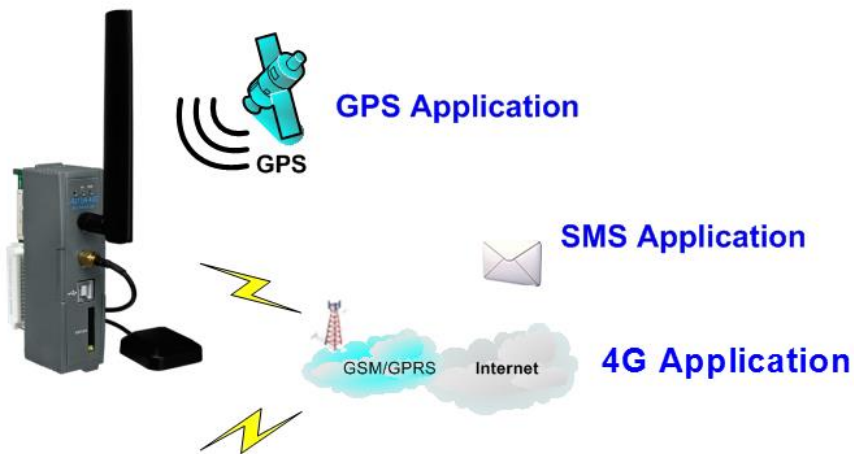 GPS Application
GPS
SMS Application
GSM/GPRS
Internet
4G Application